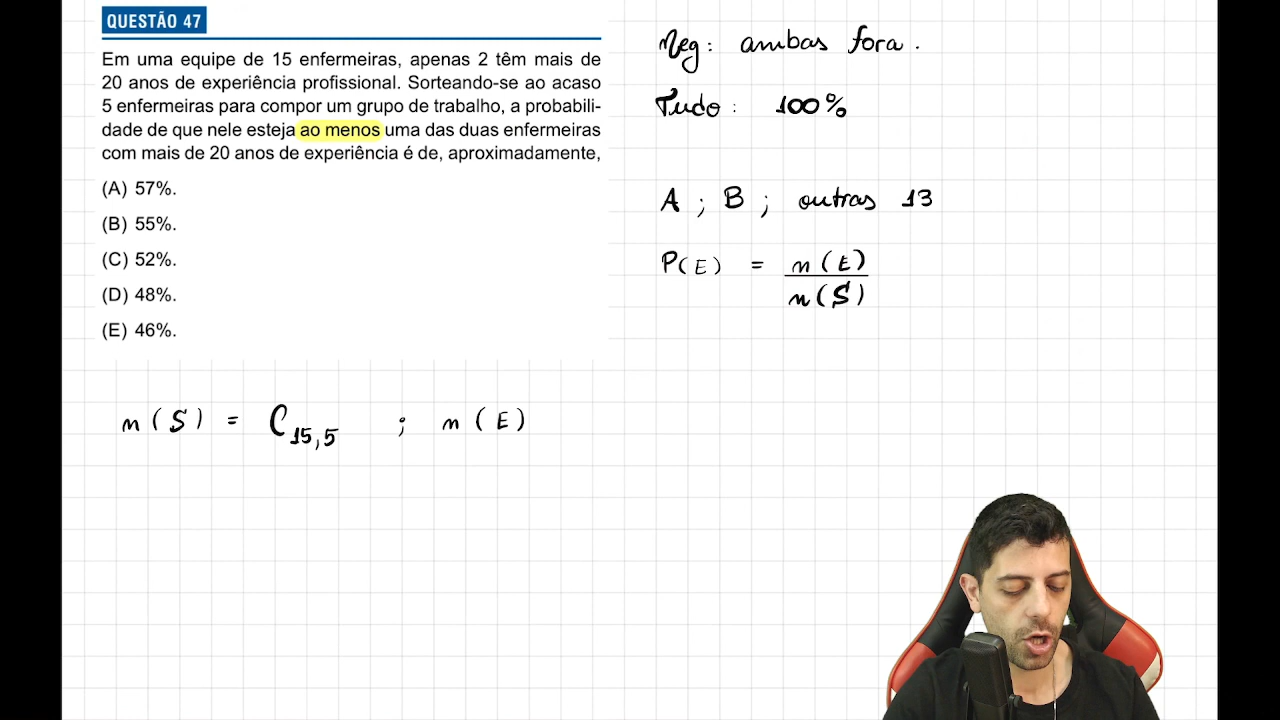 QUESTÃO 47
Em uma equipe de 15 enfermeiras, apenas 2 têm mais de
20 anos de experiência profissional. Sorteando-se ao acaso
5 enfermeiras para compor um grupo de trabalho, a probabili-
dade de que nele esteja ao menos uma das duas enfermeiras
com mais de 20 anos de experiência é de, aproximadamente,
(A) 57%.
(B) 55%.
(C) 52%.
(D) 48%.
(E) 46%.
Neg: ambas fora.
Tudo: 100%
A ; B ; outras 13
P(E) = n(E)
n(S)
n(S) = C15,5 ; n(E)